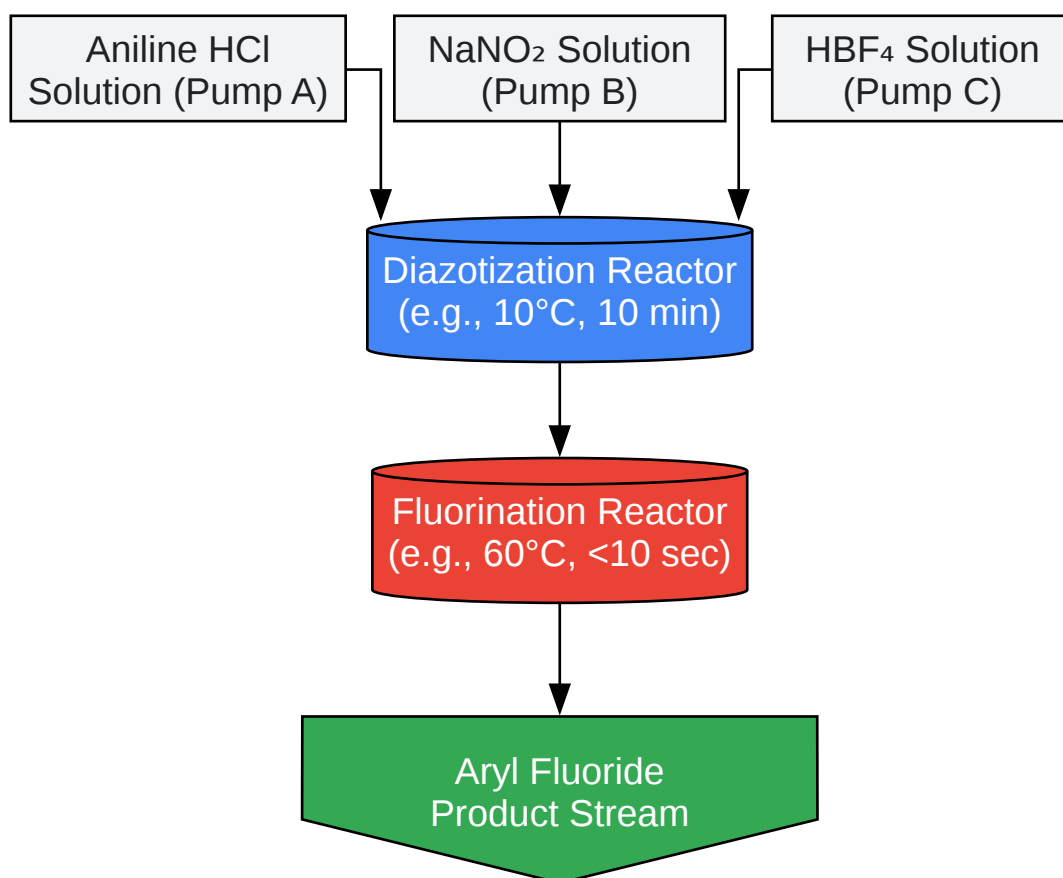 Aniline HCl
Solution (Pump A)
NaNO₂ Solution
(Pump B)
HBF₄ Solution
(Pump C)
Diazotization Reactor
(e.g., 10°C, 10 min)
Fluorination Reactor
(e.g., 60°C, <10 sec)
Aryl Fluoride
Product Stream